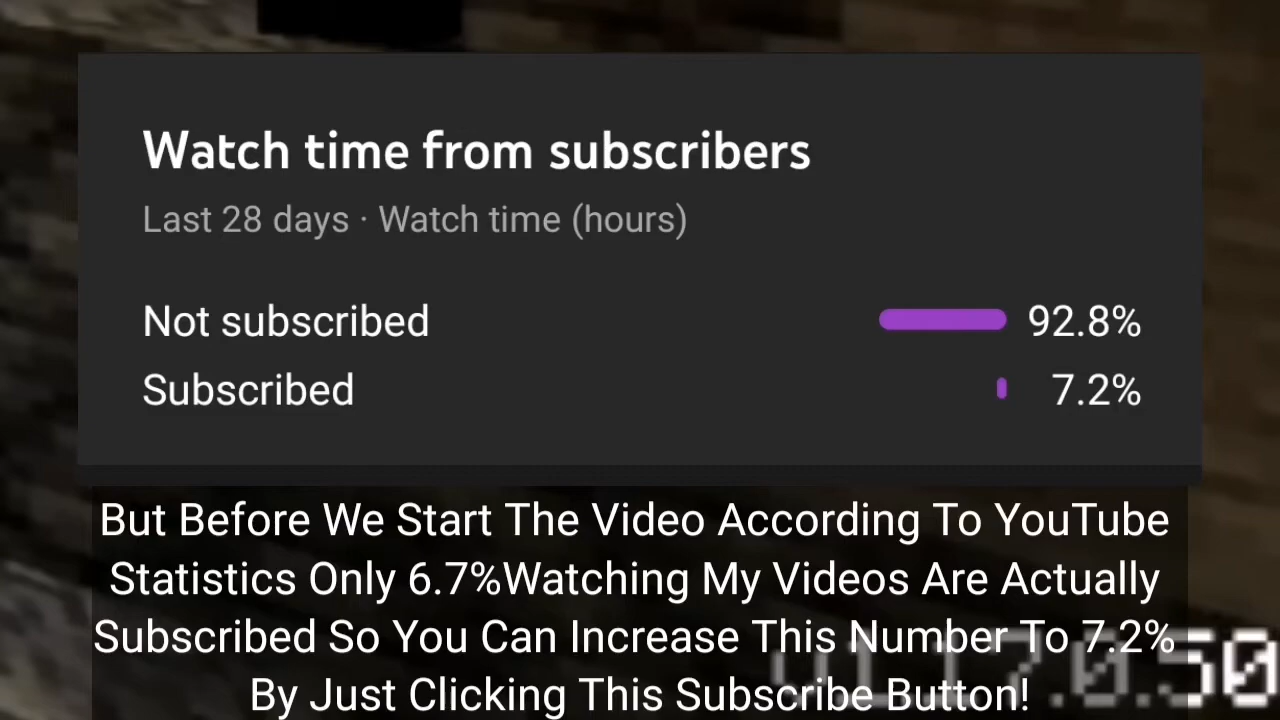 Watch time from subscribers
Last 28 days · Watch time (hours)
Not subscribed 92.8%
Subscribed 7.2%
But Before We Start The Video According To YouTube
Statistics Only 6.7%Watching My Videos Are Actually
Subscribed So You Can Increase This Number To 7.2%
By Just Clicking This Subscribe Button!